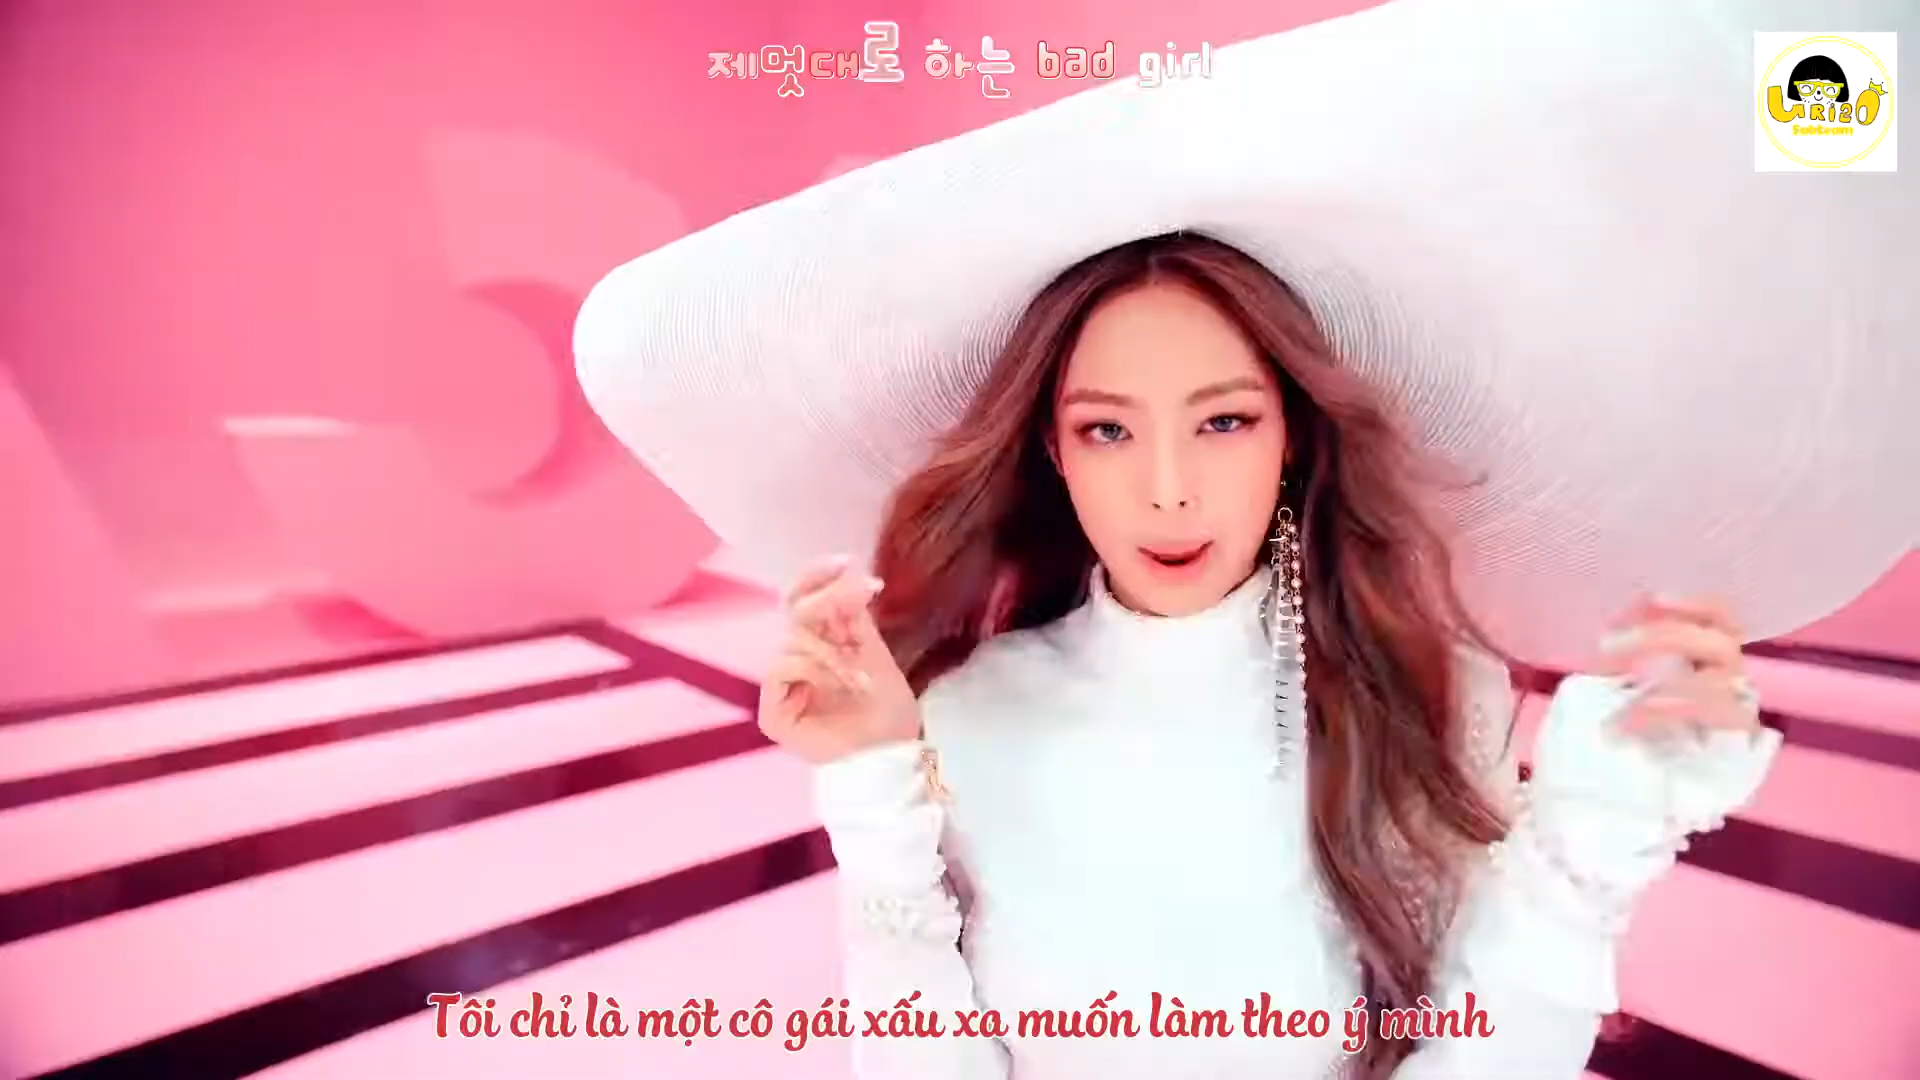 제멋대로 하는 bad girl
URI20
Subteam
Tôi chỉ là một cô gái xấu xa muốn làm theo ý mình